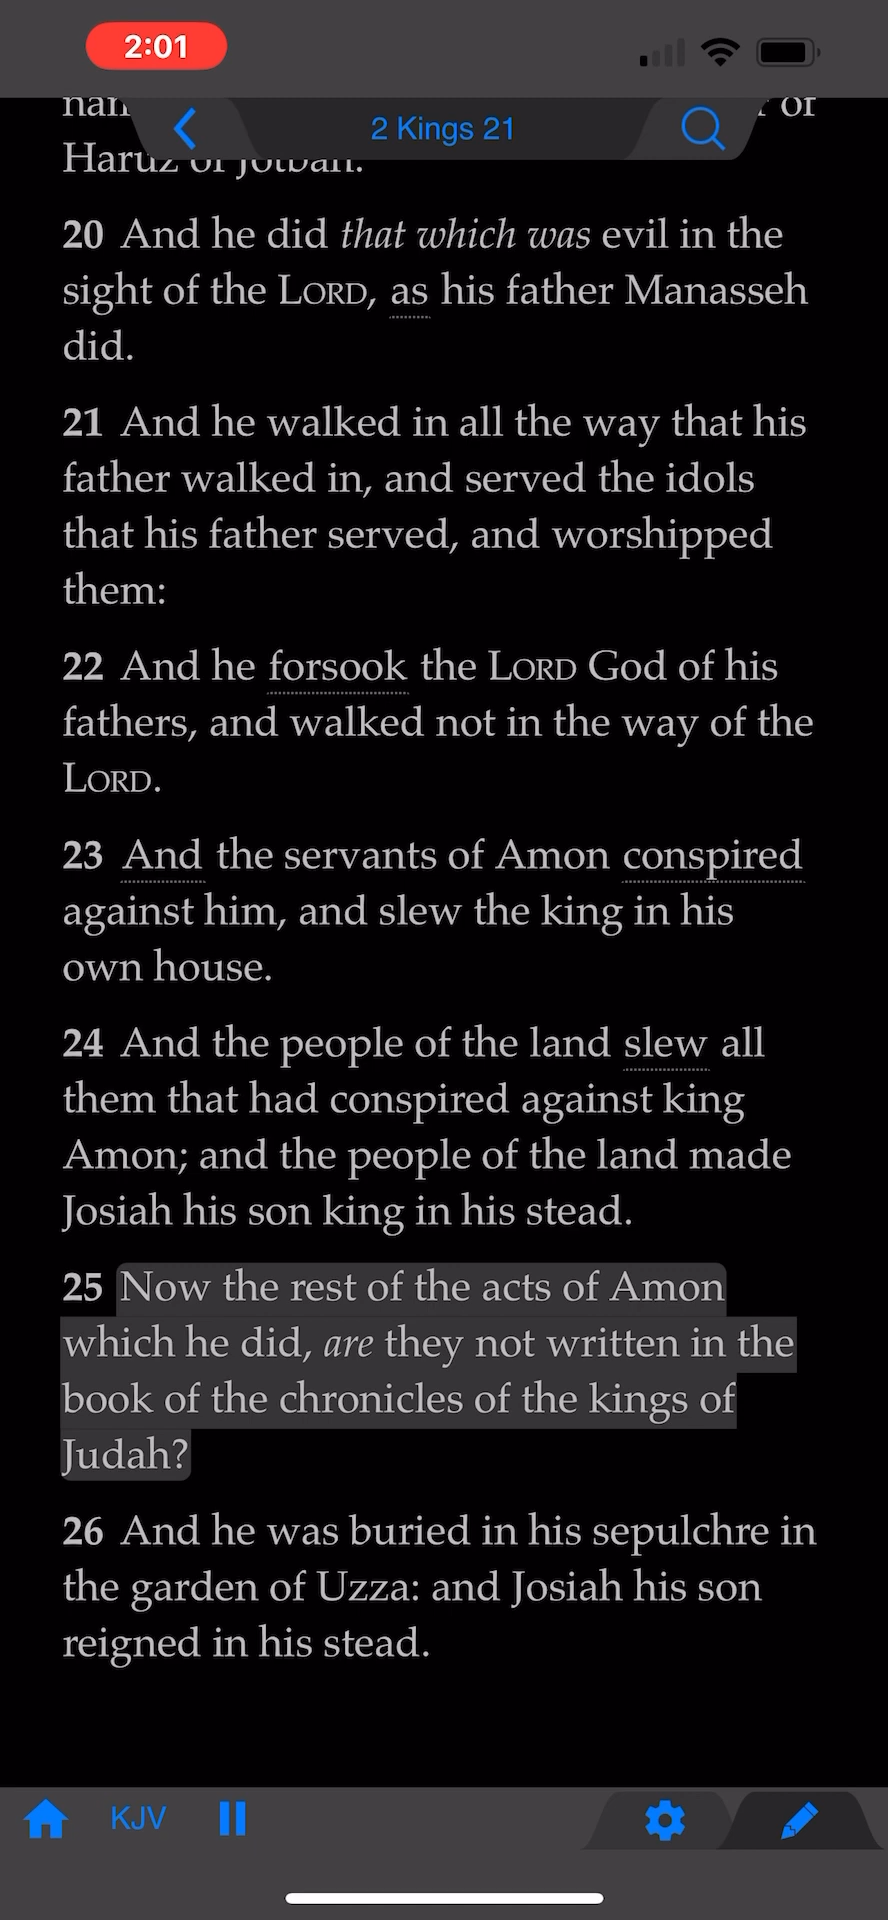 2:01
2 Kings 21
of
Haruz of Jotbah.
20 And he did that which was evil in the
sight of the LORD, as his father Manasseh
did.
21 And he walked in all the way that his
father walked in, and served the idols
that his father served, and worshipped
them:
22 And he forsook the LORD God of his
fathers, and walked not in the way of the
LORD.
23 And the servants of Amon conspired
against him, and slew the king in his
own house.
24 And the people of the land slew all
them that had conspired against king
Amon; and the people of the land made
Josiah his son king in his stead.
25 Now the rest of the acts of Amon
which he did, are they not written in the
book of the chronicles of the kings of
Judah?
26 And he was buried in his sepulchre in
the garden of Uzza: and Josiah his son
reigned in his stead.
KJV